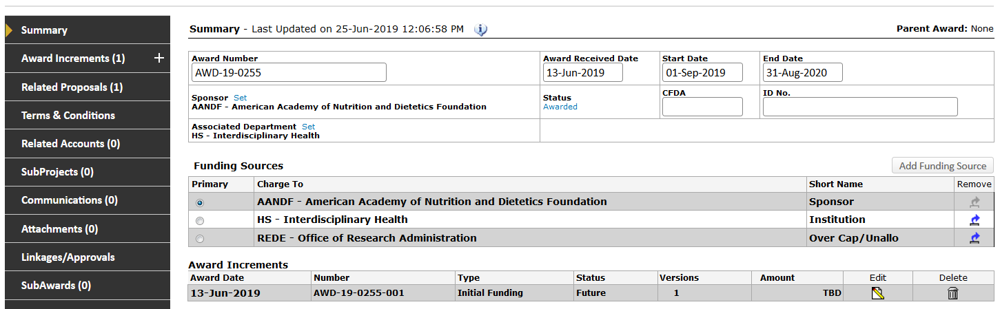 Summary
Award Increments (1)
Related Proposals (1)
Terms & Conditions
Related Accounts (0)
SubProjects (0)
Communications (0)
Attachments (0)
Linkages/Approvals
SubAwards (0)
Summary - Last Updated on 25-Jun-2019 12:06:58 PM Parent Award: None
Award Number Award Received Date Start Date End Date
AWD-19-0255 13-Jun-2019 01-Sep-2019 31-Aug-2020
Sponsor Set Status CFDA ID No.
AANDF - American Academy of Nutrition and Dietetics Foundation Awarded
Associated Department Set
HS - Interdisciplinary Health
Funding Sources Add Funding Source
Primary Charge To Short Name Remove
AANDF - American Academy of Nutrition and Dietetics Foundation Sponsor
HS - Interdisciplinary Health Institution
REDE - Office of Research Administration Over Cap/Unallo
Award Increments
Award Date Number Type Status Versions Amount Edit Delete
13-Jun-2019 AWD-19-0255-001 Initial Funding Future 1 TBD